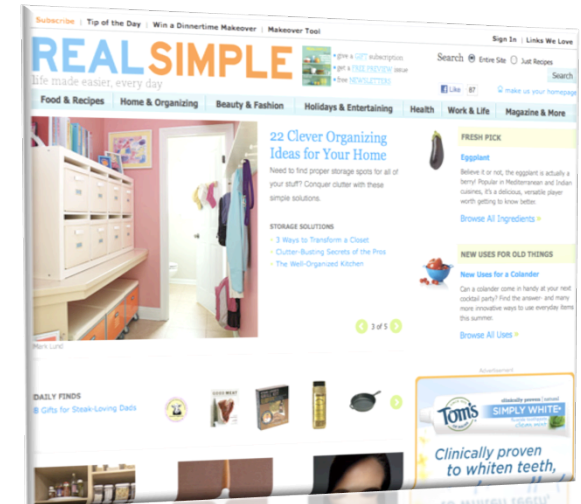 Subscribe | Tip of the Day | Win a Dinnertime Makeover | Makeover Tool
Sign In | Links We Love
REALSIMPLE
life made easier, every day
• give a GIFT subscription
• get a FREE PREVIEW issue
• free NEWSLETTERS
Search Entire Site Just Recipes
Search
Like 87
make us your homepage
Food & Recipes Home & Organizing Beauty & Fashion Holidays & Entertaining Health Work & Life Magazine & More
22 Clever Organizing
Ideas for Your Home
Need to find proper storage spots for all of
your stuff? Conquer clutter with these
simple solutions.
STORAGE SOLUTIONS
3 Ways to Transform a Closet
Clutter-Busting Secrets of the Pros
The Well-Organized Kitchen
3 of 5
Mark Lund
FRESH PICK
Eggplant
Believe it or not, the eggplant is actually a
berry! Popular in Mediterranean and Indian
cuisines, it's a delicious, versatile player
worth getting to know better.
Browse All Ingredients
NEW USES FOR OLD THINGS
New Uses for a Colander
Can a colander come in handy at your next
cocktail party? Find the answer- and many
more innovative ways to use everyday items
this summer.
Browse All Uses
DAILY FINDS
8 Gifts for Steak-Loving Dads
Advertisement
Tom's
clinically proven
SIMPLY WHITE
clean mint
Clinically proven
to whiten teeth,